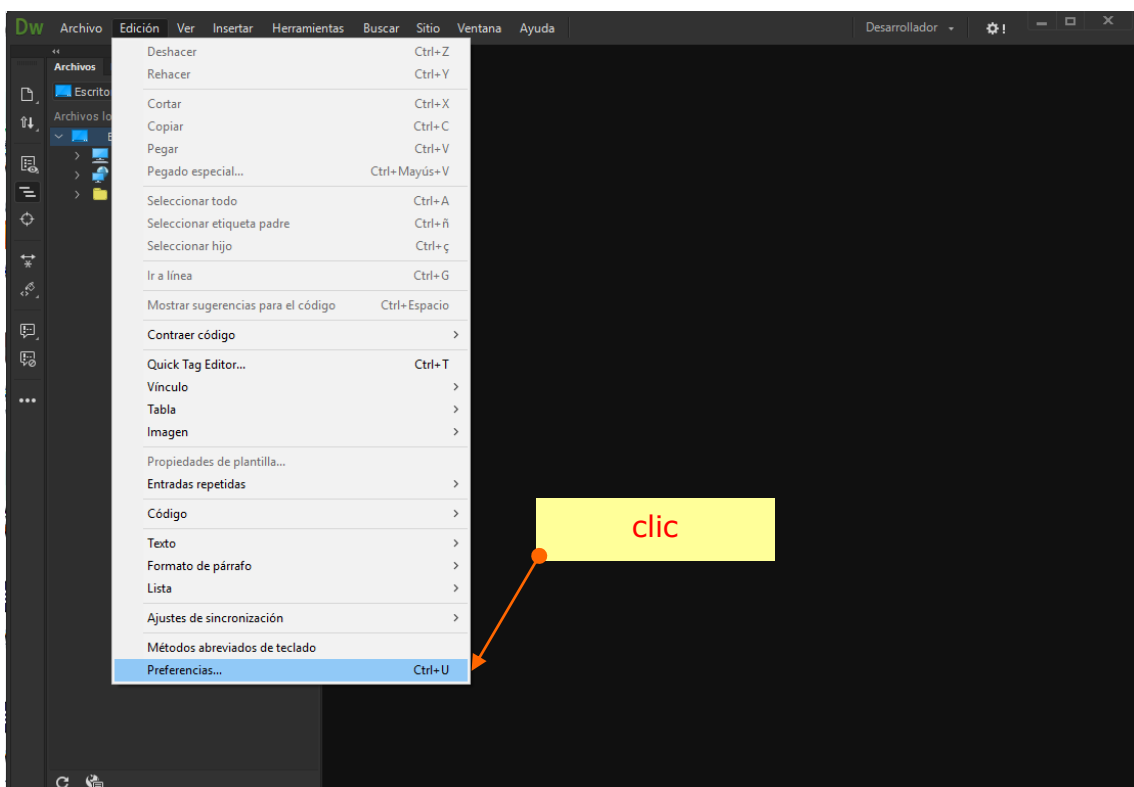 Dw Archivo Edición Ver Insertar Herramientas Buscar Sitio Ventana Ayuda Desarrollador
Archivos
Escrito
Archivos lo
E
Deshacer Ctrl+Z
Rehacer Ctrl+Y
Cortar Ctrl+X
Copiar Ctrl+C
Pegar Ctrl+V
Pegado especial... Ctrl+Mayús+V
Seleccionar todo Ctrl+A
Seleccionar etiqueta padre Ctrl+ñ
Seleccionar hijo Ctrl+ç
Ir a línea Ctrl+G
Mostrar sugerencias para el código Ctrl+Espacio
Contraer código
Quick Tag Editor... Ctrl+T
Vínculo
Tabla
Imagen
Propiedades de plantilla...
Entradas repetidas
Código
Texto
Formato de párrafo
Lista
Ajustes de sincronización
Métodos abreviados de teclado
Preferencias... Ctrl+U
clic